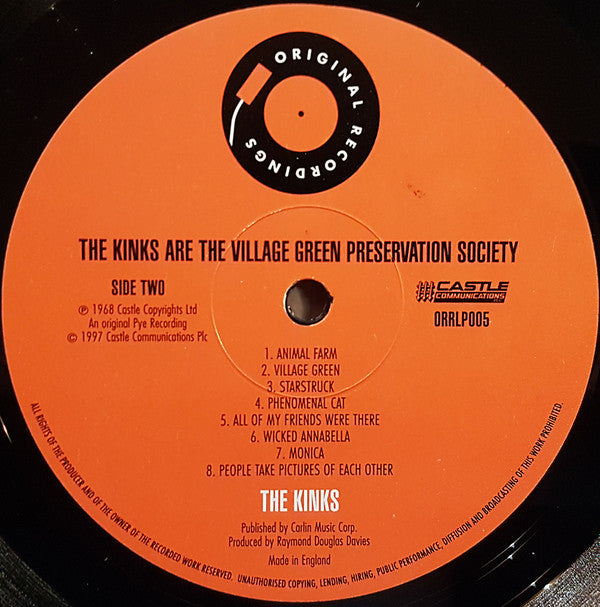 ORIGINAL RECORDINGS
THE KINKS ARE THE VILLAGE GREEN PRESERVATION SOCIETY
SIDE TWO
℗ 1968 Castle Copyrights Ltd
An original Pye Recording
© 1997 Castle Communications Plc
CASTLE
COMMUNICATIONS
ORRLP005
1. ANIMAL FARM
2. VILLAGE GREEN
3, STARSTRUCK
4. PHENOMENAL CAT
5. ALL OF MY FRIENDS WERE THERE
6. WICKED ANNABELLA
7. MONICA
8. PEOPLE TAKE PICTURES OF EACH OTHER
THE KINKS
Published by Carlin Music Corp.
Produced by Raymond Douglas Davies
Made in England
ALL RIGHTS OF THE PRODUCER AND OF THE OWNER OF THE RECORDED WORK RESERVED. UNAUTHORISED COPYING, LENDING, HIRING, PUBLIC PERFORMANCE, DIFFUSION AND BROADCASTING OF THIS WORK PROHIBITED.